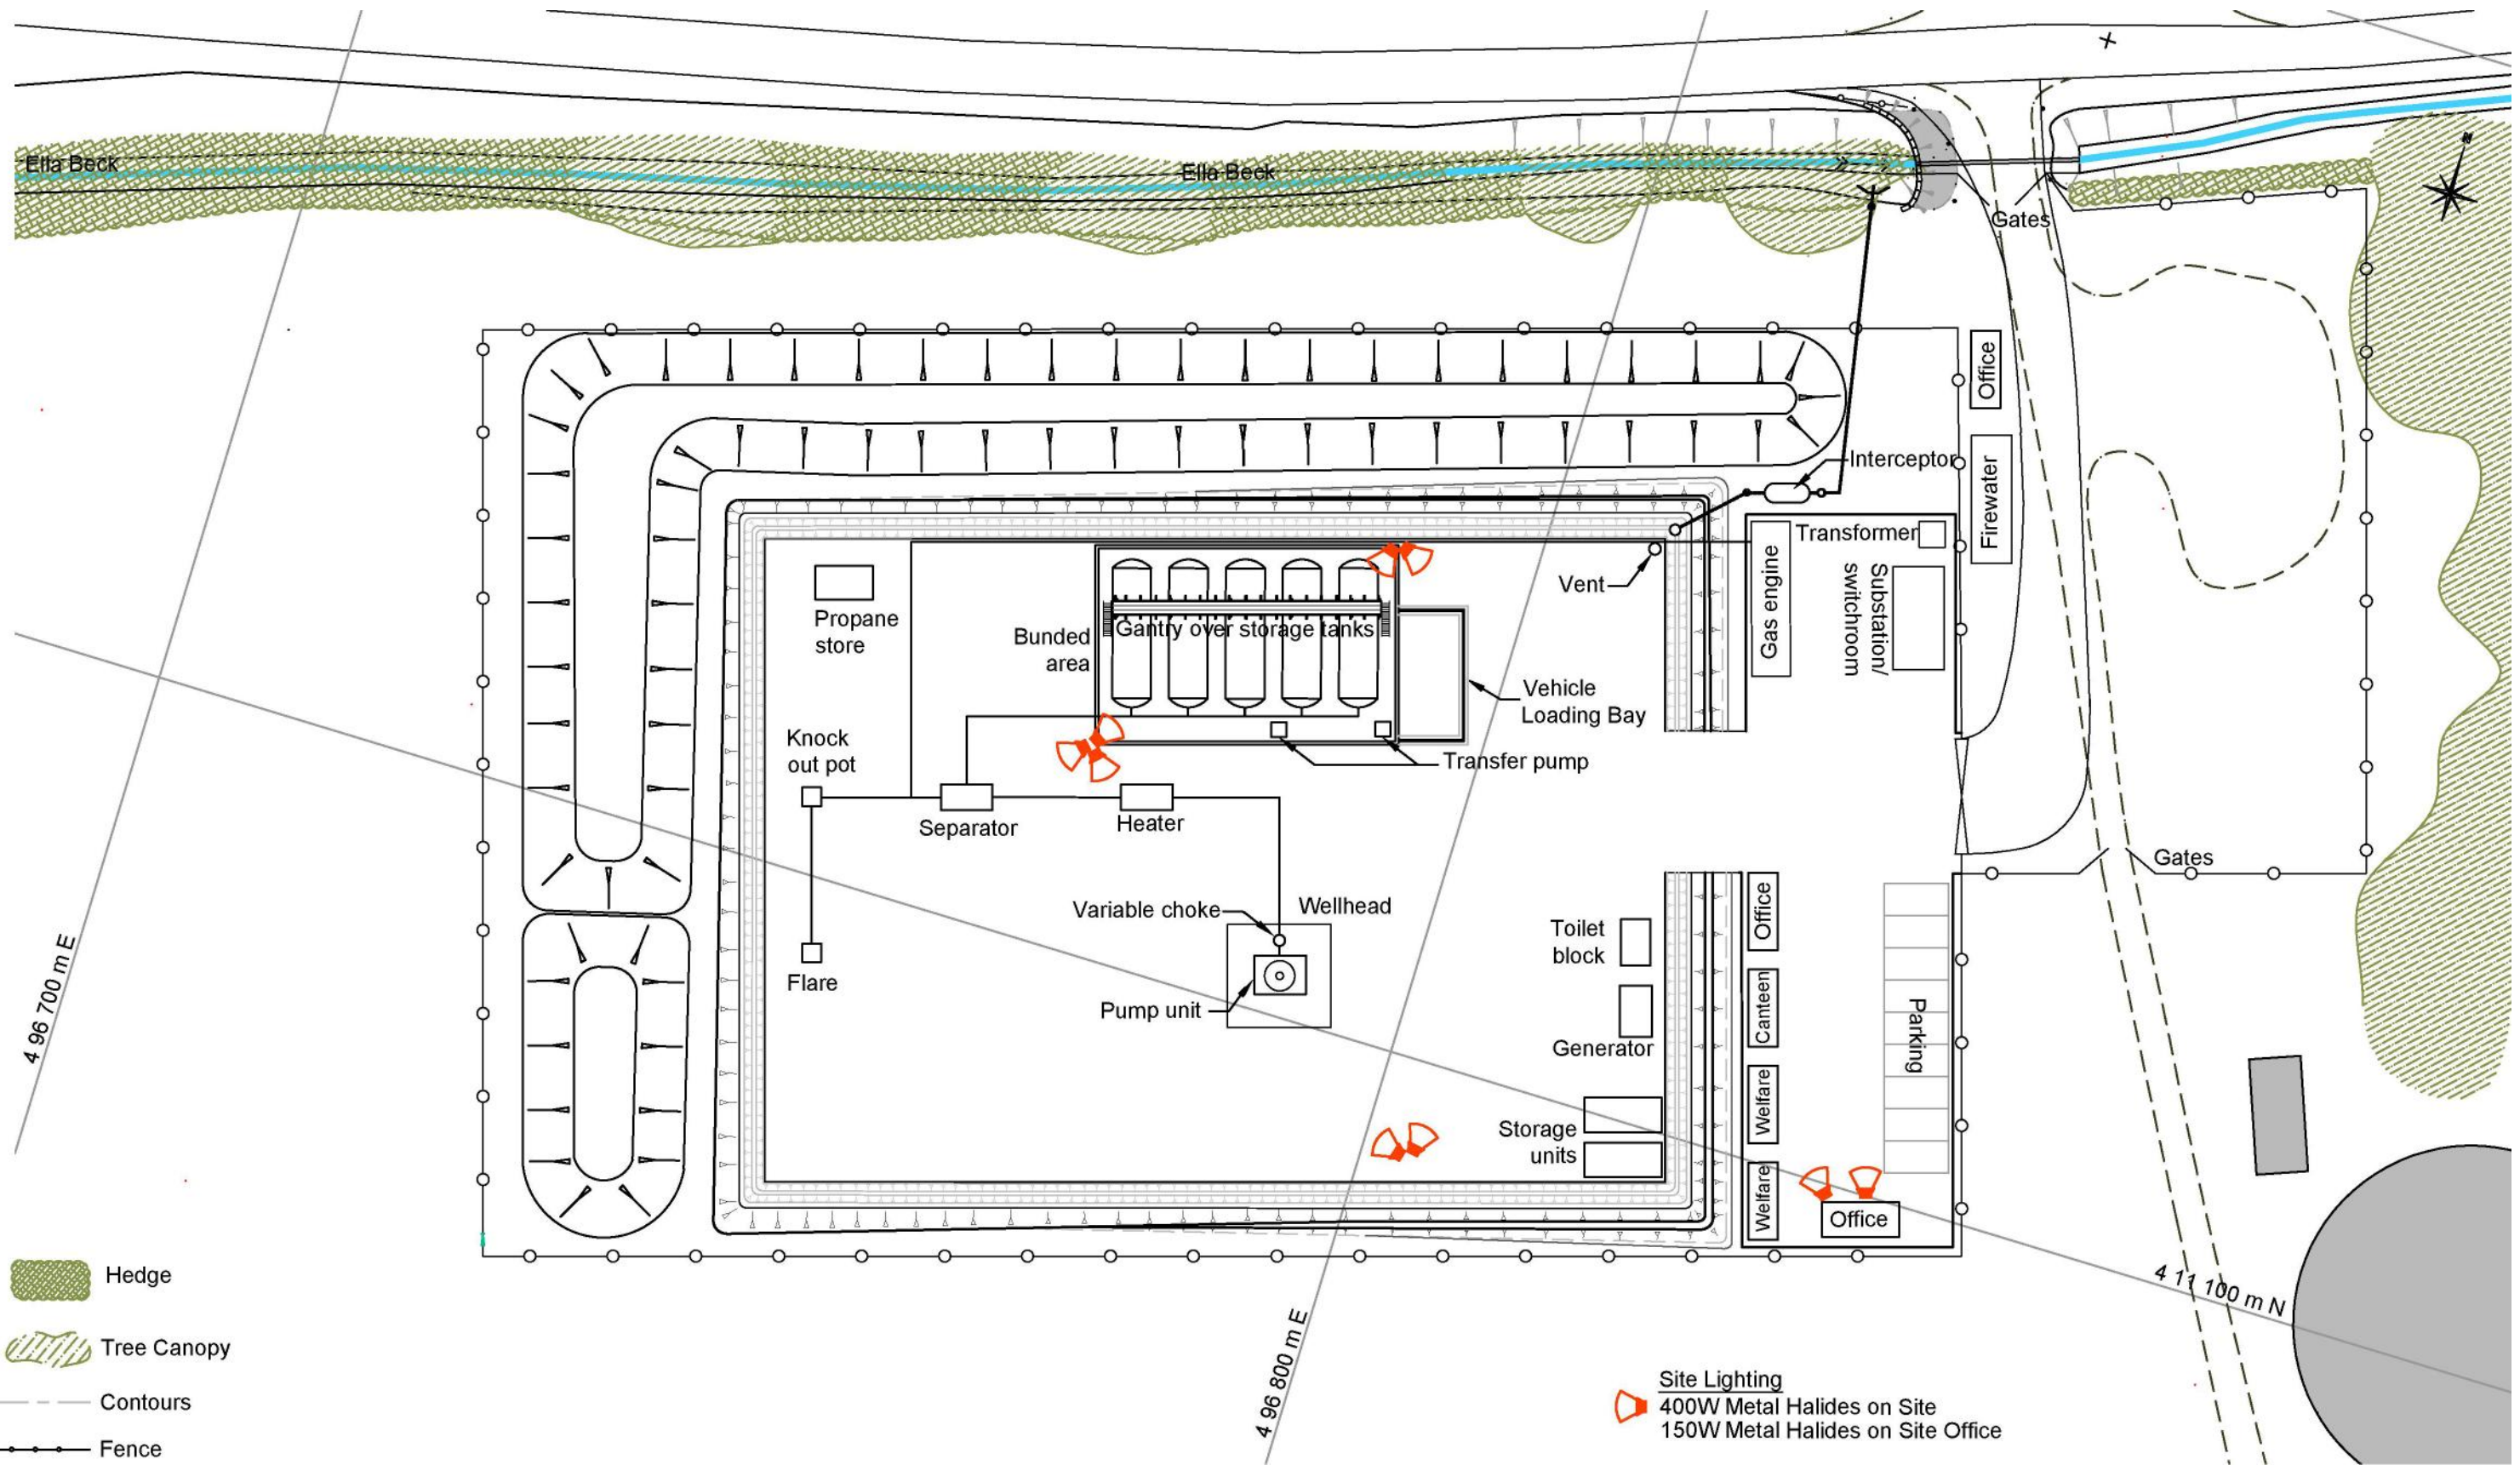 Ella Beck
Ella Beck
Gates
N
Office
Interceptor
Firewater
Transformer
Gas engine
Substation/
switchroom
Vent
Propane
store
Bunded
area
Gantry over storage tanks
Vehicle
Loading Bay
Transfer pump
Knock
out pot
Separator
Heater
Gates
Variable choke
Wellhead
Pump unit
Flare
Toilet
block
Generator
Storage
units
Office
Canteen
Welfare
Welfare
Parking
Office
4 96 700 m E
4 96 800 m E
4 11 100 m N
Hedge
Tree Canopy
Contours
Fence
Site Lighting
400W Metal Halides on Site
150W Metal Halides on Site Office